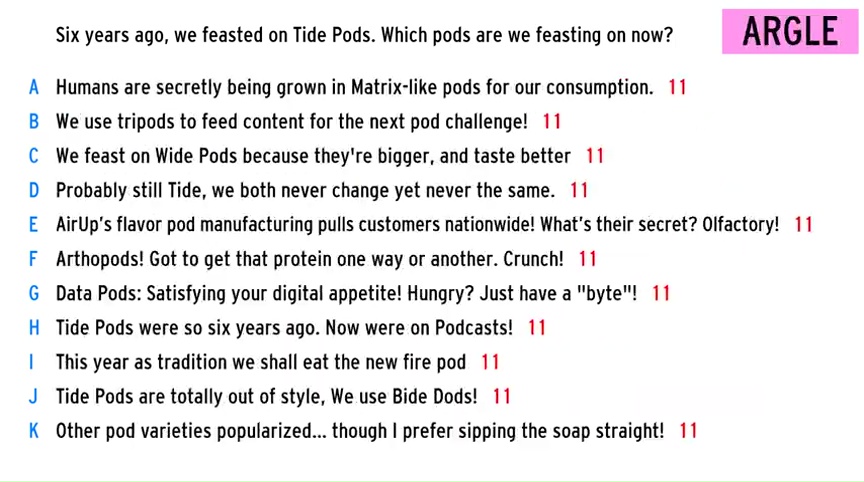 Six years ago, we feasted on Tide Pods. Which pods are we feasting on now?
ARGLE
A Humans are secretly being grown in Matrix-like pods for our consumption. 11
B We use tripods to feed content for the next pod challenge! 11
C We feast on Wide Pods because they're bigger, and taste better 11
D Probably still Tide, we both never change yet never the same. 11
E AirUp's flavor pod manufacturing pulls customers nationwide! What's their secret? Olfactory! 11
F Arthopods! Got to get that protein one way or another. Crunch! 11
G Data Pods: Satisfying your digital appetite! Hungry? Just have a "byte"! 11
H Tide Pods were so six years ago. Now were on Podcasts! 11
I This year as tradition we shall eat the new fire pod 11
J Tide Pods are totally out of style, We use Bide Dods! 11
K Other pod varieties popularized... though I prefer sipping the soap straight! 11